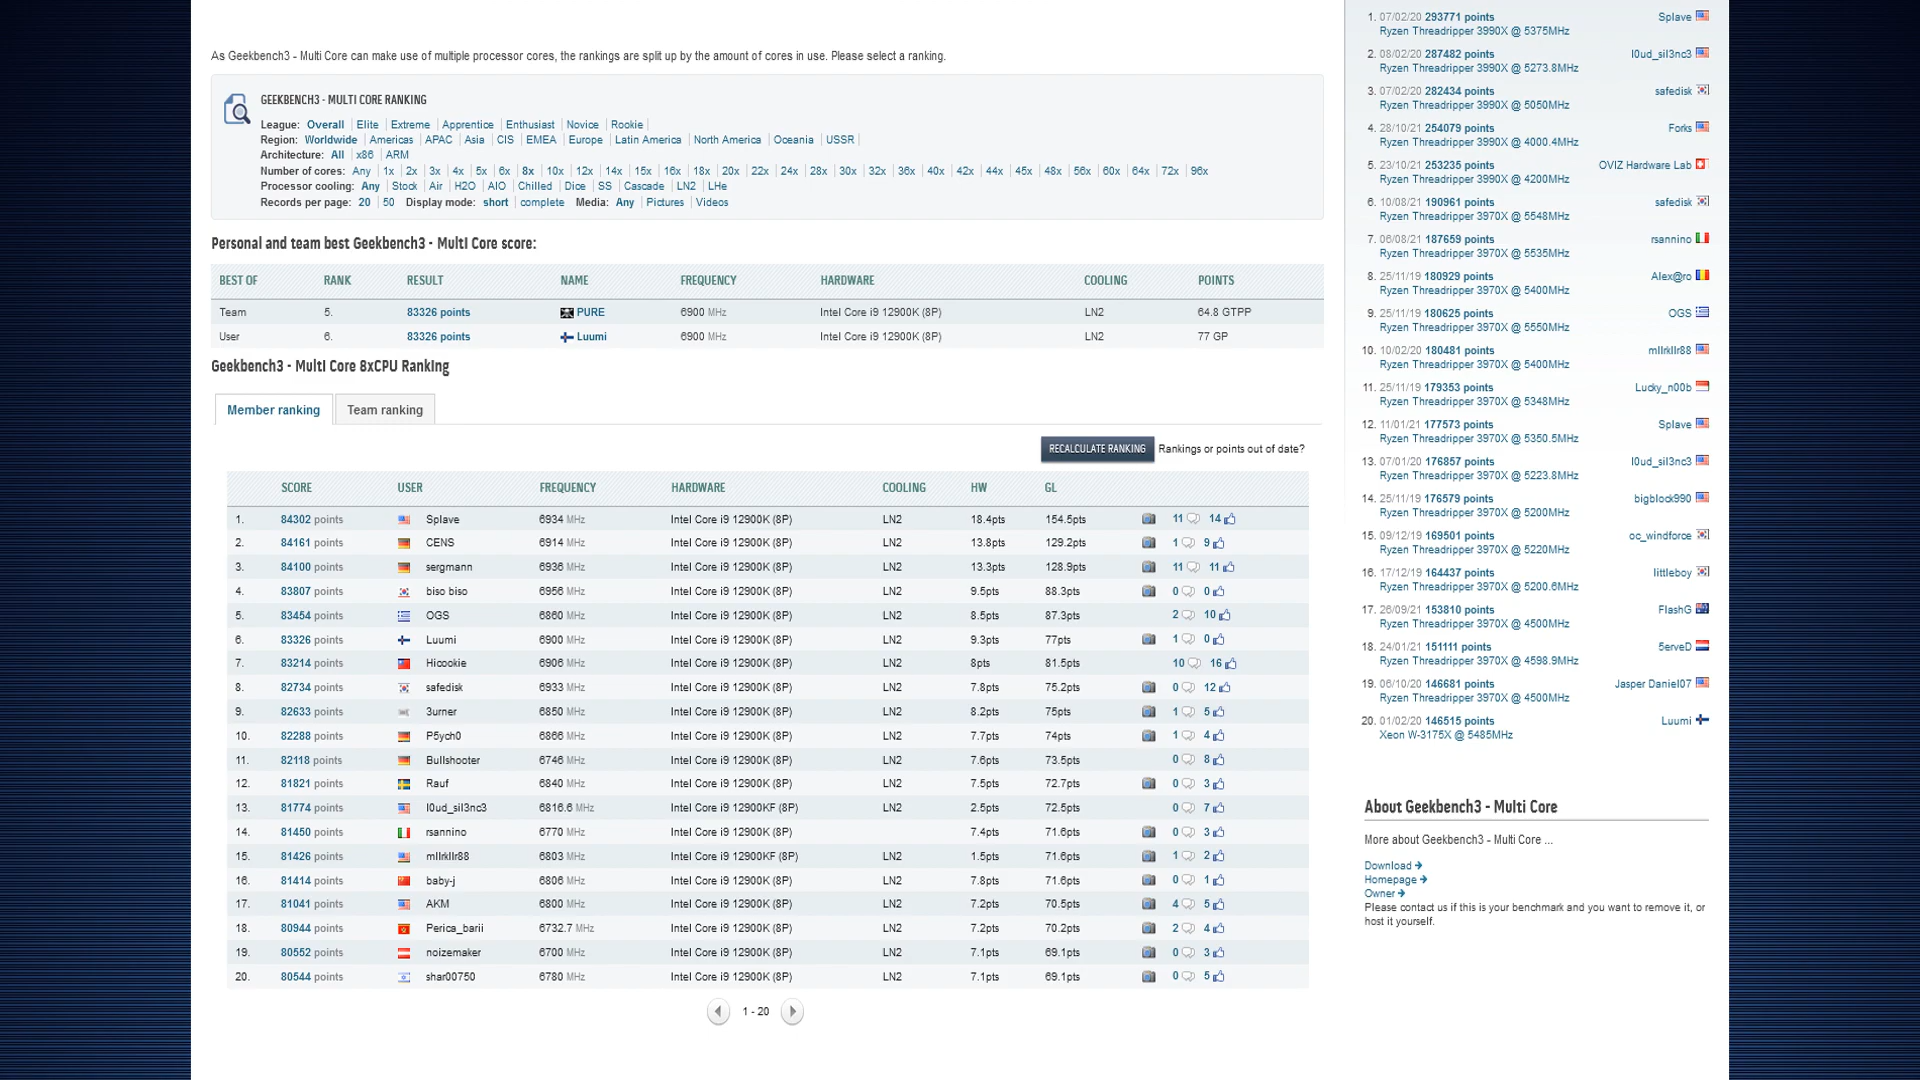 As Geekbench3 - Multi Core can make use of multiple processor cores, the rankings are split up by the amount of cores in use. Please select a ranking.
GEEKBENCH3 - MULTI CORE RANKING
League: Overall | Elite | Extreme | Apprentice | Enthusiast | Novice | Rookie |
Region: Worldwide | Americas | APAC | Asia | CIS | EMEA | Europe | Latin America | North America | Oceania | USSR |
Architecture: All | x86 | ARM
Number of cores: Any | 1x | 2x | 3x | 4x | 5x | 6x | 8x | 10x | 12x | 14x | 15x | 16x | 18x | 20x | 22x | 24x | 28x | 30x | 32x | 36x | 40x | 42x | 44x | 45x | 48x | 56x | 60x | 64x | 72x | 96x
Processor cooling: Any | Stock | Air | H2O | AIO | Chilled | Dice | SS | Cascade | LN2 | LHe
Records per page: 20 | 50 Display mode: short | complete Media: Any | Pictures | Videos
Personal and team best Geekbench3 - Multi Core score:
BEST OF RANK RESULT NAME FREQUENCY HARDWARE COOLING POINTS
Team 5. 83326 points PURE 6900 MHz Intel Core i9 12900K (8P) LN2 64.8 GTPP
User 6. 83326 points Luumi 6900 MHz Intel Core i9 12900K (8P) LN2 77 GP
Geekbench3 - Multi Core 8xCPU Ranking
Member ranking Team ranking
RECALCULATE RANKING Rankings or points out of date?
SCORE USER FREQUENCY HARDWARE COOLING HW GL
1. 84302 points Splave 6934 MHz Intel Core i9 12900K (8P) LN2 18.4pts 154.5pts 11 14
2. 84161 points CENS 6914 MHz Intel Core i9 12900K (8P) LN2 13.8pts 129.2pts 1 9
3. 84100 points sergmann 6936 MHz Intel Core i9 12900K (8P) LN2 13.3pts 128.9pts 11 11
4. 83807 points biso biso 6956 MHz Intel Core i9 12900K (8P) LN2 9.5pts 88.3pts 0 0
5. 83454 points OGS 6860 MHz Intel Core i9 12900K (8P) LN2 8.5pts 87.3pts 2 10
6. 83326 points Luumi 6900 MHz Intel Core i9 12900K (8P) LN2 9.3pts 77pts 1 0
7. 83214 points Hicookie 6906 MHz Intel Core i9 12900K (8P) LN2 8pts 81.5pts 10 16
8. 82734 points safedisk 6933 MHz Intel Core i9 12900K (8P) LN2 7.8pts 75.2pts 0 12
9. 82633 points 3urner 6850 MHz Intel Core i9 12900K (8P) LN2 8.2pts 75pts 1 5
10. 82288 points P5ych0 6866 MHz Intel Core i9 12900K (8P) LN2 7.7pts 74pts 1 4
11. 82118 points Bullshooter 6746 MHz Intel Core i9 12900K (8P) LN2 7.6pts 73.5pts 0 8
12. 81821 points Rauf 6840 MHz Intel Core i9 12900K (8P) LN2 7.5pts 72.7pts 0 3
13. 81774 points l0ud_sil3nc3 6816.6 MHz Intel Core i9 12900KF (8P) LN2 2.5pts 72.5pts 0 7
14. 81450 points rsannino 6770 MHz Intel Core i9 12900K (8P) 7.4pts 71.6pts 0 3
15. 81426 points mllrkllr88 6803 MHz Intel Core i9 12900KF (8P) LN2 1.5pts 71.6pts 1 2
16. 81414 points baby-j 6806 MHz Intel Core i9 12900K (8P) LN2 7.8pts 71.6pts 0 1
17. 81041 points AKM 6800 MHz Intel Core i9 12900K (8P) LN2 7.2pts 70.5pts 4 5
18. 80944 points Perica_barii 6732.7 MHz Intel Core i9 12900K (8P) LN2 7.2pts 70.2pts 2 4
19. 80552 points noizemaker 6700 MHz Intel Core i9 12900K (8P) LN2 7.1pts 69.1pts 0 3
20. 80544 points shar00750 6780 MHz Intel Core i9 12900K (8P) LN2 7.1pts 69.1pts 0 5
1 - 20
1. 07/02/20 293771 points Splave
Ryzen Threadripper 3990X @ 5375MHz
2. 08/02/20 287482 points l0ud_sil3nc3
Ryzen Threadripper 3990X @ 5273.8MHz
3. 07/02/20 282434 points safedisk
Ryzen Threadripper 3990X @ 5050MHz
4. 28/10/21 254079 points Forks
Ryzen Threadripper 3990X @ 4000.4MHz
5. 23/10/21 253235 points OVIZ Hardware Lab
Ryzen Threadripper 3990X @ 4200MHz
6. 10/08/21 190961 points safedisk
Ryzen Threadripper 3970X @ 5548MHz
7. 06/08/21 187659 points rsannino
Ryzen Threadripper 3970X @ 5535MHz
8. 25/11/19 180929 points Alex@ro
Ryzen Threadripper 3970X @ 5400MHz
9. 25/11/19 180625 points OGS
Ryzen Threadripper 3970X @ 5550MHz
10. 10/02/20 180481 points mllrkllr88
Ryzen Threadripper 3970X @ 5400MHz
11. 25/11/19 179353 points Lucky_n00b
Ryzen Threadripper 3970X @ 5348MHz
12. 11/01/21 177573 points Splave
Ryzen Threadripper 3970X @ 5350.5MHz
13. 07/01/20 176857 points l0ud_sil3nc3
Ryzen Threadripper 3970X @ 5223.8MHz
14. 25/11/19 176579 points bigblock990
Ryzen Threadripper 3970X @ 5200MHz
15. 09/12/19 169501 points oc_windforce
Ryzen Threadripper 3970X @ 5220MHz
16. 17/12/19 164437 points littleboy
Ryzen Threadripper 3970X @ 5200.6MHz
17. 26/09/21 153810 points FlashG
Ryzen Threadripper 3970X @ 4500MHz
18. 24/01/21 151111 points 5erveD
Ryzen Threadripper 3970X @ 4598.9MHz
19. 06/10/20 146681 points Jasper Daniel07
Ryzen Threadripper 3970X @ 4500MHz
20. 01/02/20 146515 points Luumi
Xeon W-3175X @ 5485MHz
About Geekbench3 - Multi Core
More about Geekbench3 - Multi Core ...
Download
Homepage
Owner
Please contact us if this is your benchmark and you want to remove it, or
host it yourself.